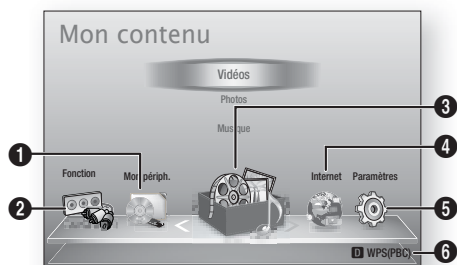 Mon contenu
Vidéos
Photos
Musique
Fonction
Mon périph.
Internet
Paramètres
D WPS(PBC)
1
2
3
4
5
6